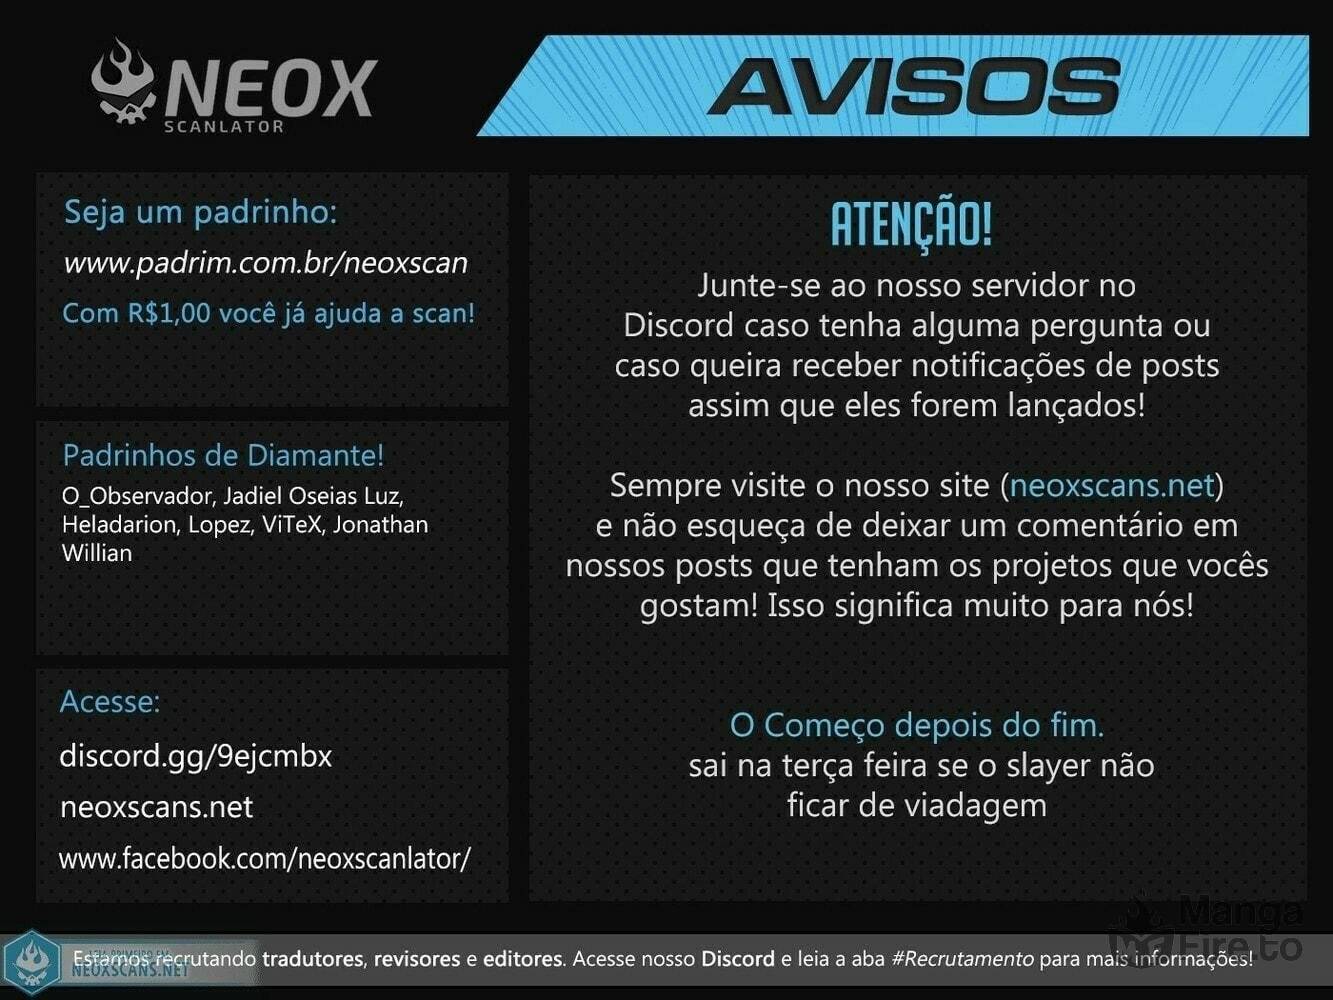 NEOX
SCANLATOR
AVISOS
Seja um padrinho:
www.padrim.com.br/neoxscan
Com R$1,00 você já ajuda a scan!
Padrinhos de Diamante!
O_Observador, Jadiel Oseias Luz,
Heladarion, Lopez, ViTeX, Jonathan
Willian
Acesse:
discord.gg/9ejcmbx
neoxscans.net
www.facebook.com/neoxscanlator/
ATENÇÃO!
Junte-se ao nosso servidor no
Discord caso tenha alguma pergunta ou
caso queira receber notificações de posts
assim que eles forem lançados!
Sempre visite o nosso site (neoxscans.net)
e não esqueça de deixar um comentário em
nossos posts que tenham os projetos que vocês
gostam! Isso significa muito para nós!
O Começo depois do fim.
sai na terça feira se o slayer não
ficar de viadagem
Manga
Fire.to
LEIA PRIMEIRO EM
NEOXSCANS.NET
Estamos recrutando tradutores, revisores e editores. Acesse nosso Discord e leia a aba #Recrutamento para mais informações!